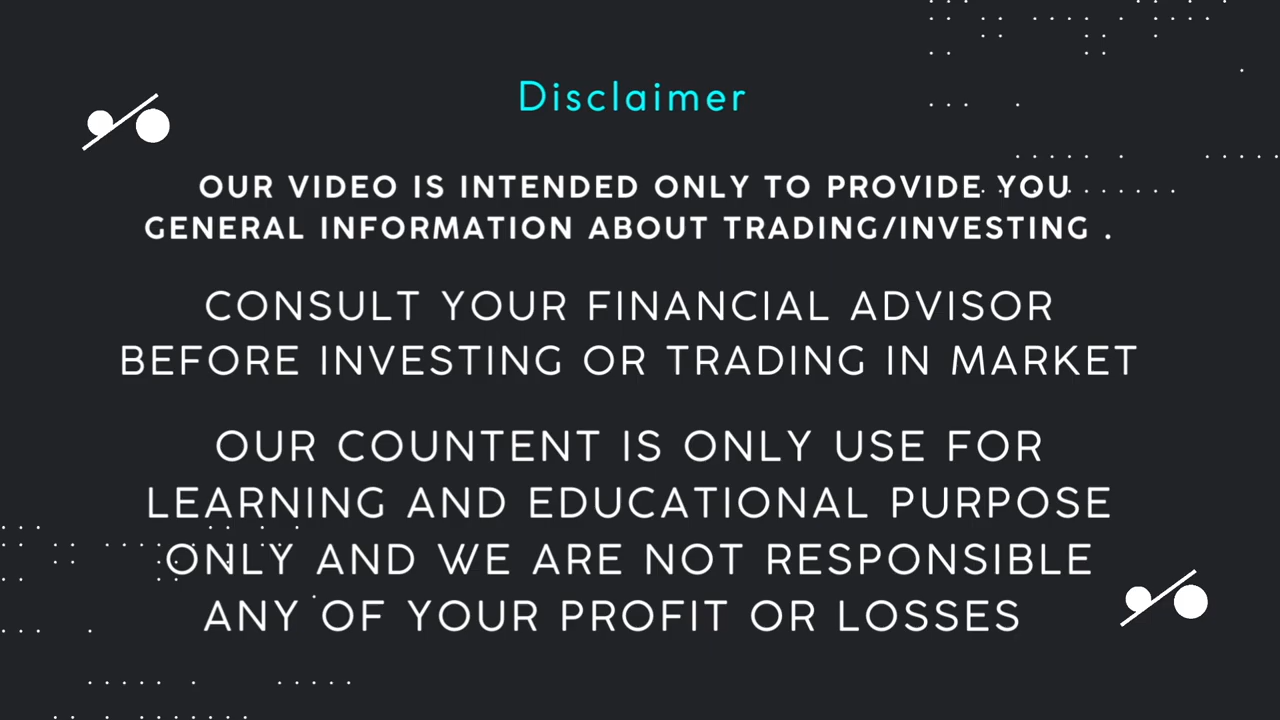 Disclaimer
OUR VIDEO IS INTENDED ONLY TO PROVIDE YOU
GENERAL INFORMATION ABOUT TRADING/INVESTING .
CONSULT YOUR FINANCIAL ADVISOR
BEFORE INVESTING OR TRADING IN MARKET
OUR COUNTENT IS ONLY USE FOR
LEARNING AND EDUCATIONAL PURPOSE
ONLY AND WE ARE NOT RESPONSIBLE
ANY OF YOUR PROFIT OR LOSSES